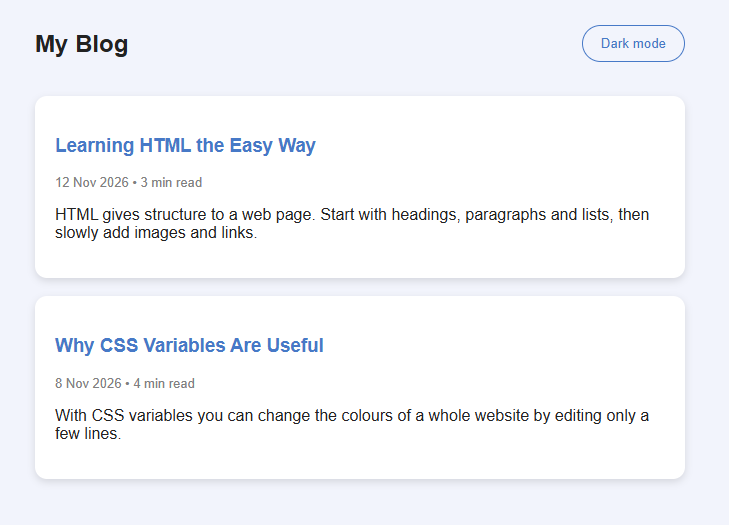 My Blog
Dark mode
Learning HTML the Easy Way
12 Nov 2026 • 3 min read
HTML gives structure to a web page. Start with headings, paragraphs and lists, then
slowly add images and links.
Why CSS Variables Are Useful
8 Nov 2026 • 4 min read
With CSS variables you can change the colours of a whole website by editing only a
few lines.